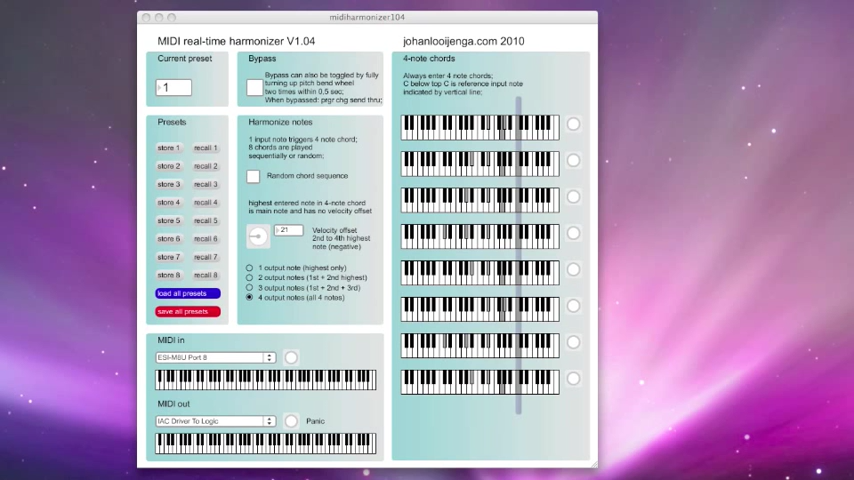 midiharmonizer104
MIDI real-time harmonizer V1.04
johanlooijenga.com 2010
Current preset
1
Bypass
Bypass can also be toggled by fully
turning up pitch bend wheel
two times within 0.5 sec;
When bypassed: prgr chg send thru;
Presets
store 1 recall 1
store 2 recall 2
store 3 recall 3
store 4 recall 4
store 5 recall 5
store 6 recall 6
store 7 recall 7
store 8 recall 8
load all presets
save all presets
Harmonize notes
1 input note triggers 4 note chord;
8 chords are played
sequentially or random;
Random chord sequence
highest entered note in 4-note chord
is main note and has no velocity offset
21
Velocity offset
2nd to 4th highest
note (negative)
1 output note (highest only)
2 output notes (1st + 2nd highest)
3 output notes (1st + 2nd + 3rd)
4 output notes (all 4 notes)
MIDI in
ESI-M8U Port 8
MIDI out
IAC Driver To Logic
Panic
4-note chords
Always enter 4 note chords;
C below top C is reference input note
indicated by vertical line;